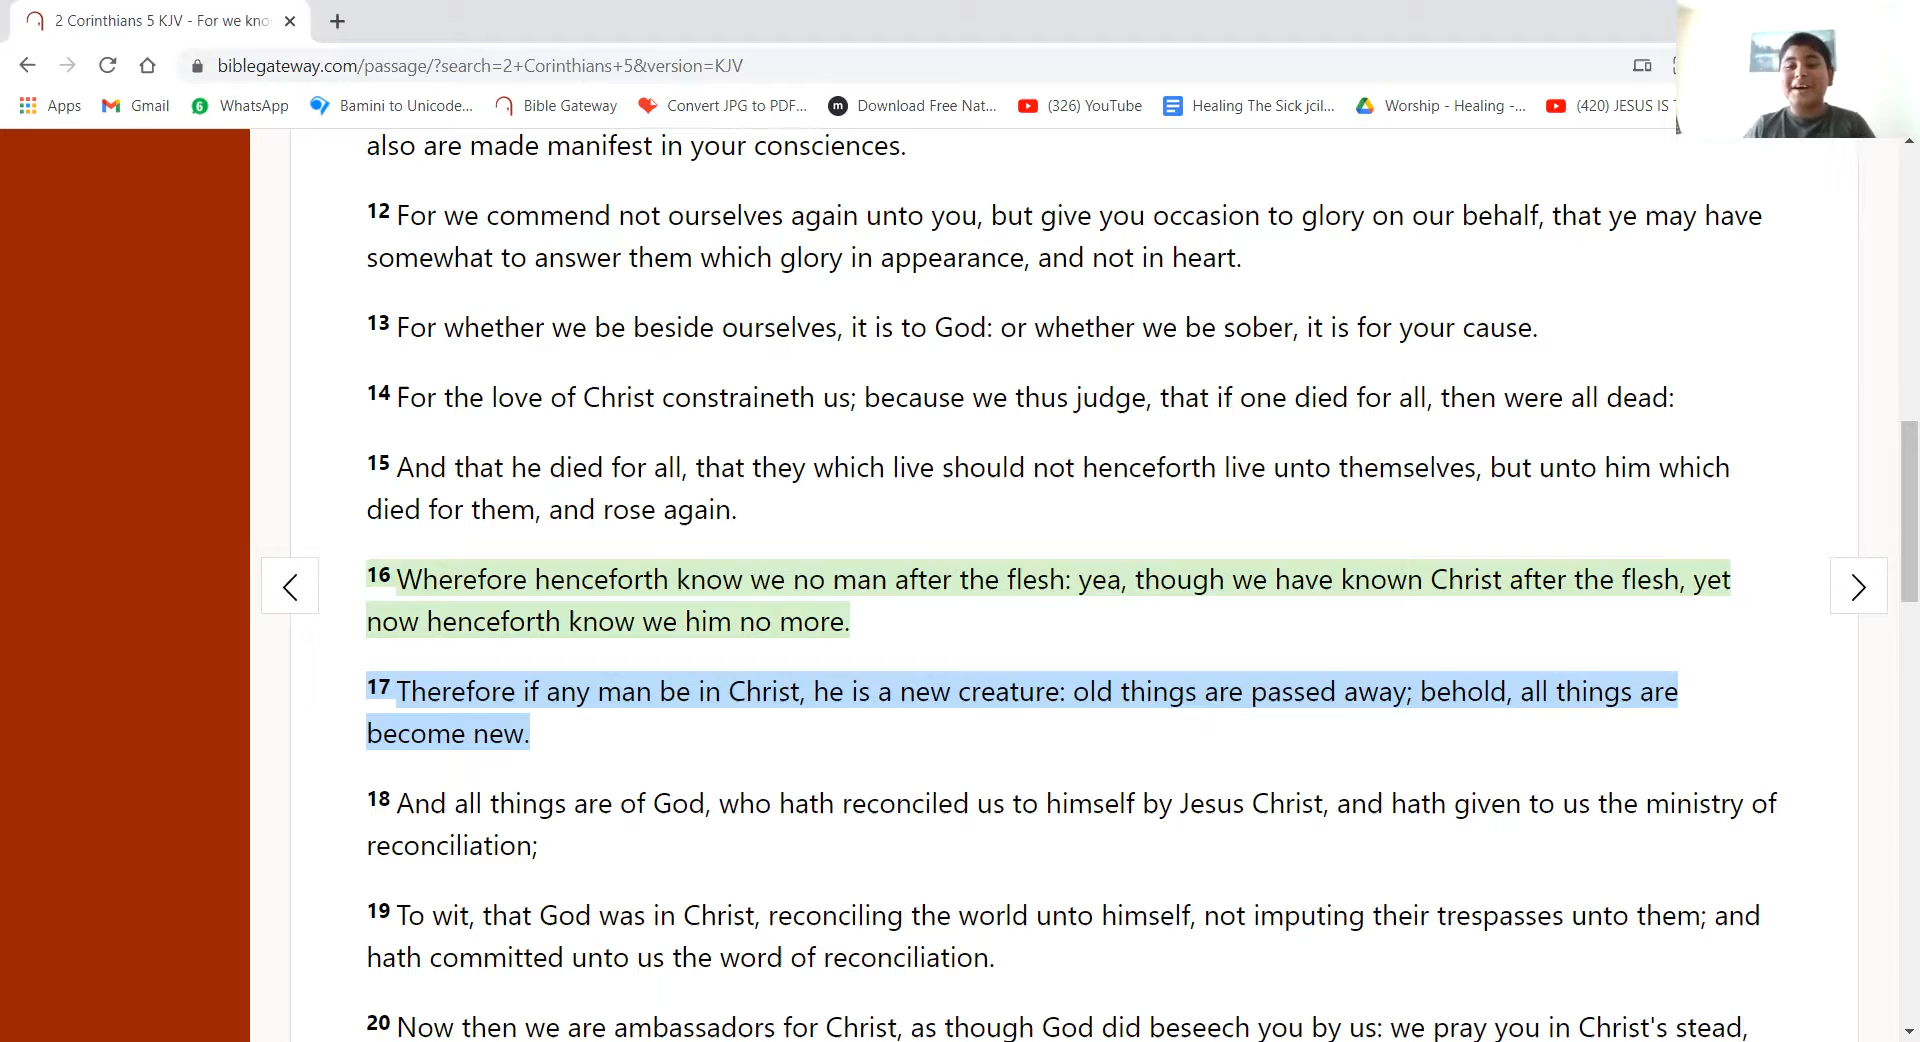 2 Corinthians 5 KJV - For we kno
biblegateway.com/passage/?search=2+Corinthians+5&version=KJV
Apps Gmail WhatsApp Bamini to Unicode... Bible Gateway Convert JPG to PDF... Download Free Nat... (326) YouTube Healing The Sick jcil... Worship - Healing -... (420) JESUS IS
also are made manifest in your consciences.
12 For we commend not ourselves again unto you, but give you occasion to glory on our behalf, that ye may have
somewhat to answer them which glory in appearance, and not in heart.
13 For whether we be beside ourselves, it is to God: or whether we be sober, it is for your cause.
14 For the love of Christ constraineth us; because we thus judge, that if one died for all, then were all dead:
15 And that he died for all, that they which live should not henceforth live unto themselves, but unto him which
died for them, and rose again.
16 Wherefore henceforth know we no man after the flesh: yea, though we have known Christ after the flesh, yet
now henceforth know we him no more.
17 Therefore if any man be in Christ, he is a new creature: old things are passed away; behold, all things are
become new.
18 And all things are of God, who hath reconciled us to himself by Jesus Christ, and hath given to us the ministry of
reconciliation;
19 To wit, that God was in Christ, reconciling the world unto himself, not imputing their trespasses unto them; and
hath committed unto us the word of reconciliation.
20 Now then we are ambassadors for Christ, as though God did beseech you by us: we pray you in Christ's stead,